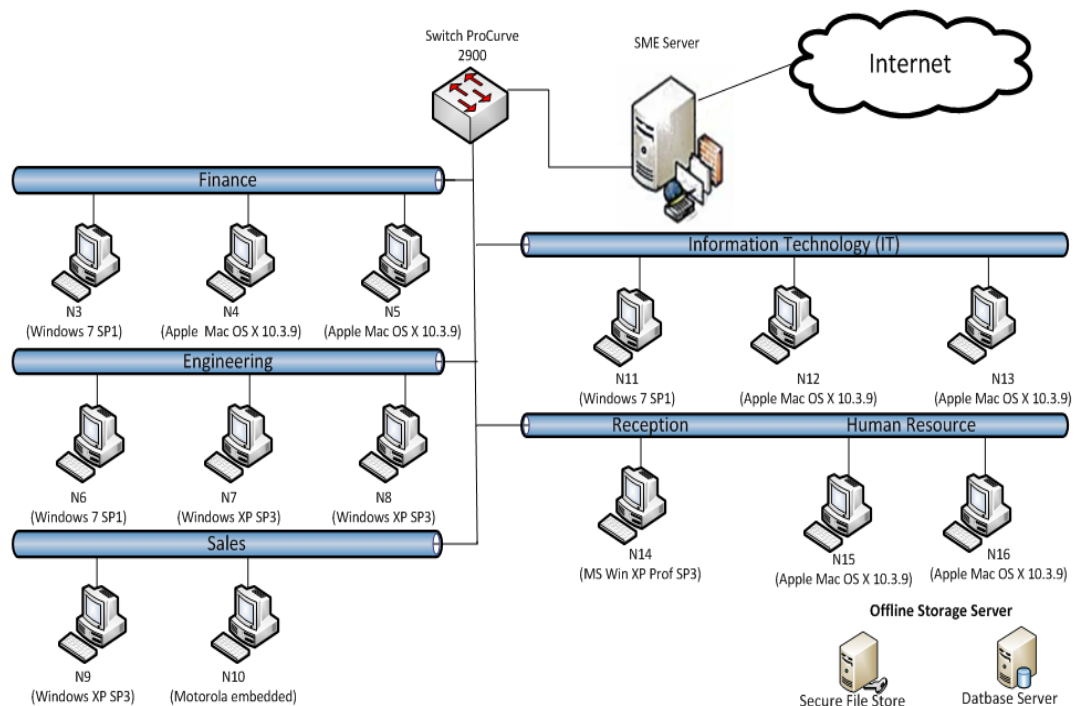 Switch ProCurve
2900
SME Server
Internet
Finance
N3
(Windows 7 SP1)
N4
(Apple Mac OS X 10.3.9)
N5
(Apple Mac OS X 10.3.9)
Information Technology (IT)
N11
(Windows 7 SP1)
N12
(Apple Mac OS X 10.3.9)
N13
(Apple Mac OS X 10.3.9)
Engineering
N6
(Windows 7 SP1)
N7
(Windows XP SP3)
N8
(Windows XP SP3)
Reception
Human Resource
N14
(MS Win XP Prof SP3)
N15
(Apple Mac OS X 10.3.9)
N16
(Apple Mac OS X 10.3.9)
Sales
N9
(Windows XP SP3)
N10
(Motorola embedded)
Offline Storage Server
Secure File Store
Datbase Server